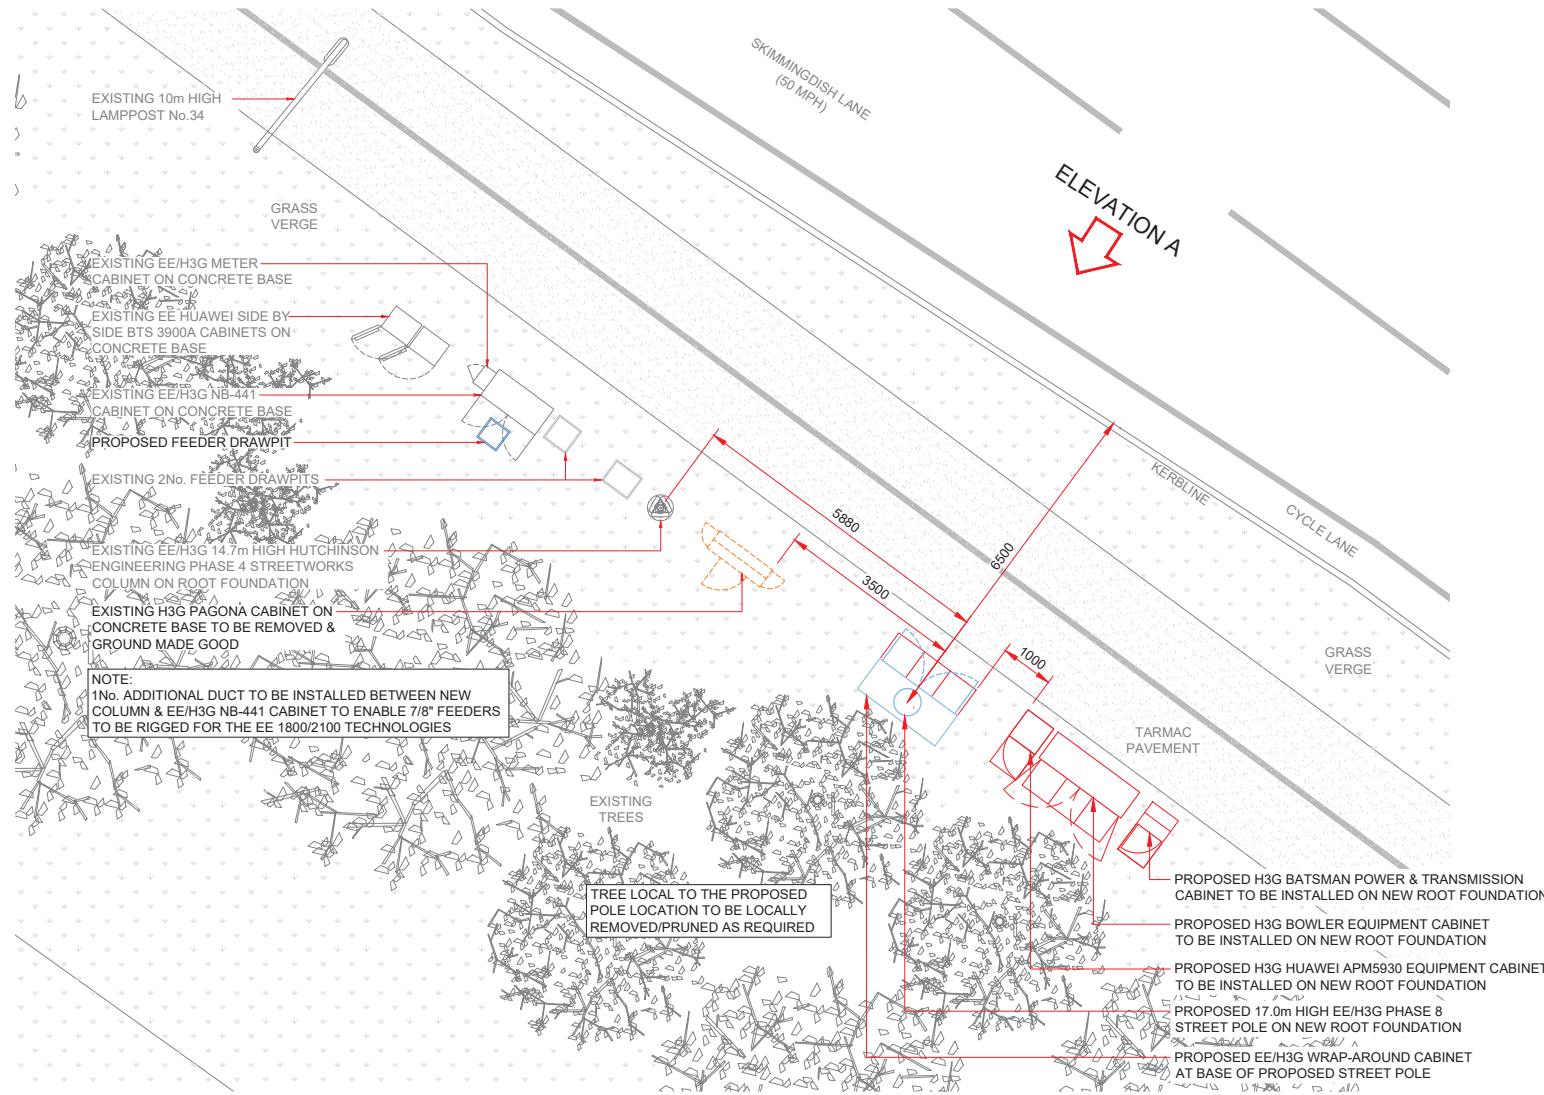 SKIMMINGDISH LANE
(50 MPH)
EXISTING 10m HIGH
LAMPPOST No.34
ELEVATION A
GRASS
VERGE
EXISTING EE/H3G METER
CABINET ON CONCRETE BASE
EXISTING EE HUAWEI SIDE BY
SIDE BTS 3900A CABINETS ON
CONCRETE BASE
EXISTING EE/H3G NB-441
CABINET ON CONCRETE BASE
PROPOSED FEEDER DRAWPIT
EXISTING 2No. FEEDER DRAWPITS
EXISTING EE/H3G 14.7m HIGH HUTCHINSON
ENGINEERING PHASE 4 STREETWORKS
COLUMN ON ROOT FOUNDATION
EXISTING H3G PAGONA CABINET ON
CONCRETE BASE TO BE REMOVED &
GROUND MADE GOOD
NOTE:
1No. ADDITIONAL DUCT TO BE INSTALLED BETWEEN NEW
COLUMN & EE/H3G NB-441 CABINET TO ENABLE 7/8" FEEDERS
TO BE RIGGED FOR THE EE 1800/2100 TECHNOLOGIES
5880
3500
6500
1000
KERBLINE
CYCLE LANE
GRASS
VERGE
TARMAC
PAVEMENT
EXISTING
TREES
TREE LOCAL TO THE PROPOSED
POLE LOCATION TO BE LOCALLY
REMOVED/PRUNED AS REQUIRED
PROPOSED H3G BATSMAN POWER & TRANSMISSION
CABINET TO BE INSTALLED ON NEW ROOT FOUNDATION
PROPOSED H3G BOWLER EQUIPMENT CABINET
TO BE INSTALLED ON NEW ROOT FOUNDATION
PROPOSED H3G HUAWEI APM5930 EQUIPMENT CABINET
TO BE INSTALLED ON NEW ROOT FOUNDATION
PROPOSED 17.0m HIGH EE/H3G PHASE 8
STREET POLE ON NEW ROOT FOUNDATION
PROPOSED EE/H3G WRAP-AROUND CABINET
AT BASE OF PROPOSED STREET POLE